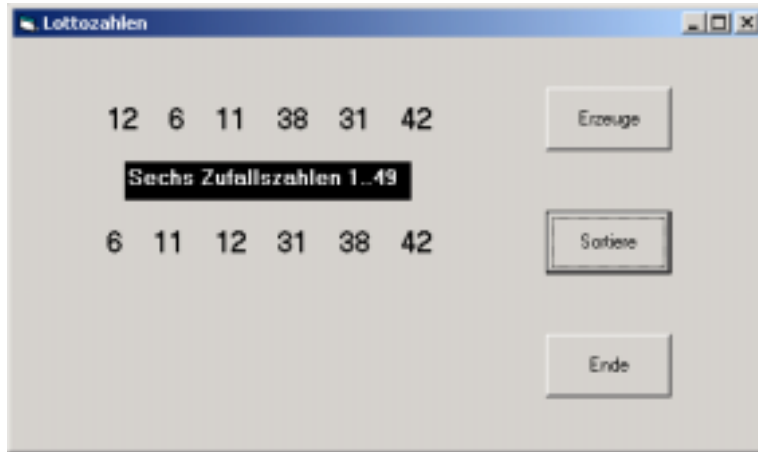 Lottozahlen
12 6 11 38 31 42
Erzeuge
Sechs Zufallszahlen 1..49
6 11 12 31 38 42
Sortiere
Ende